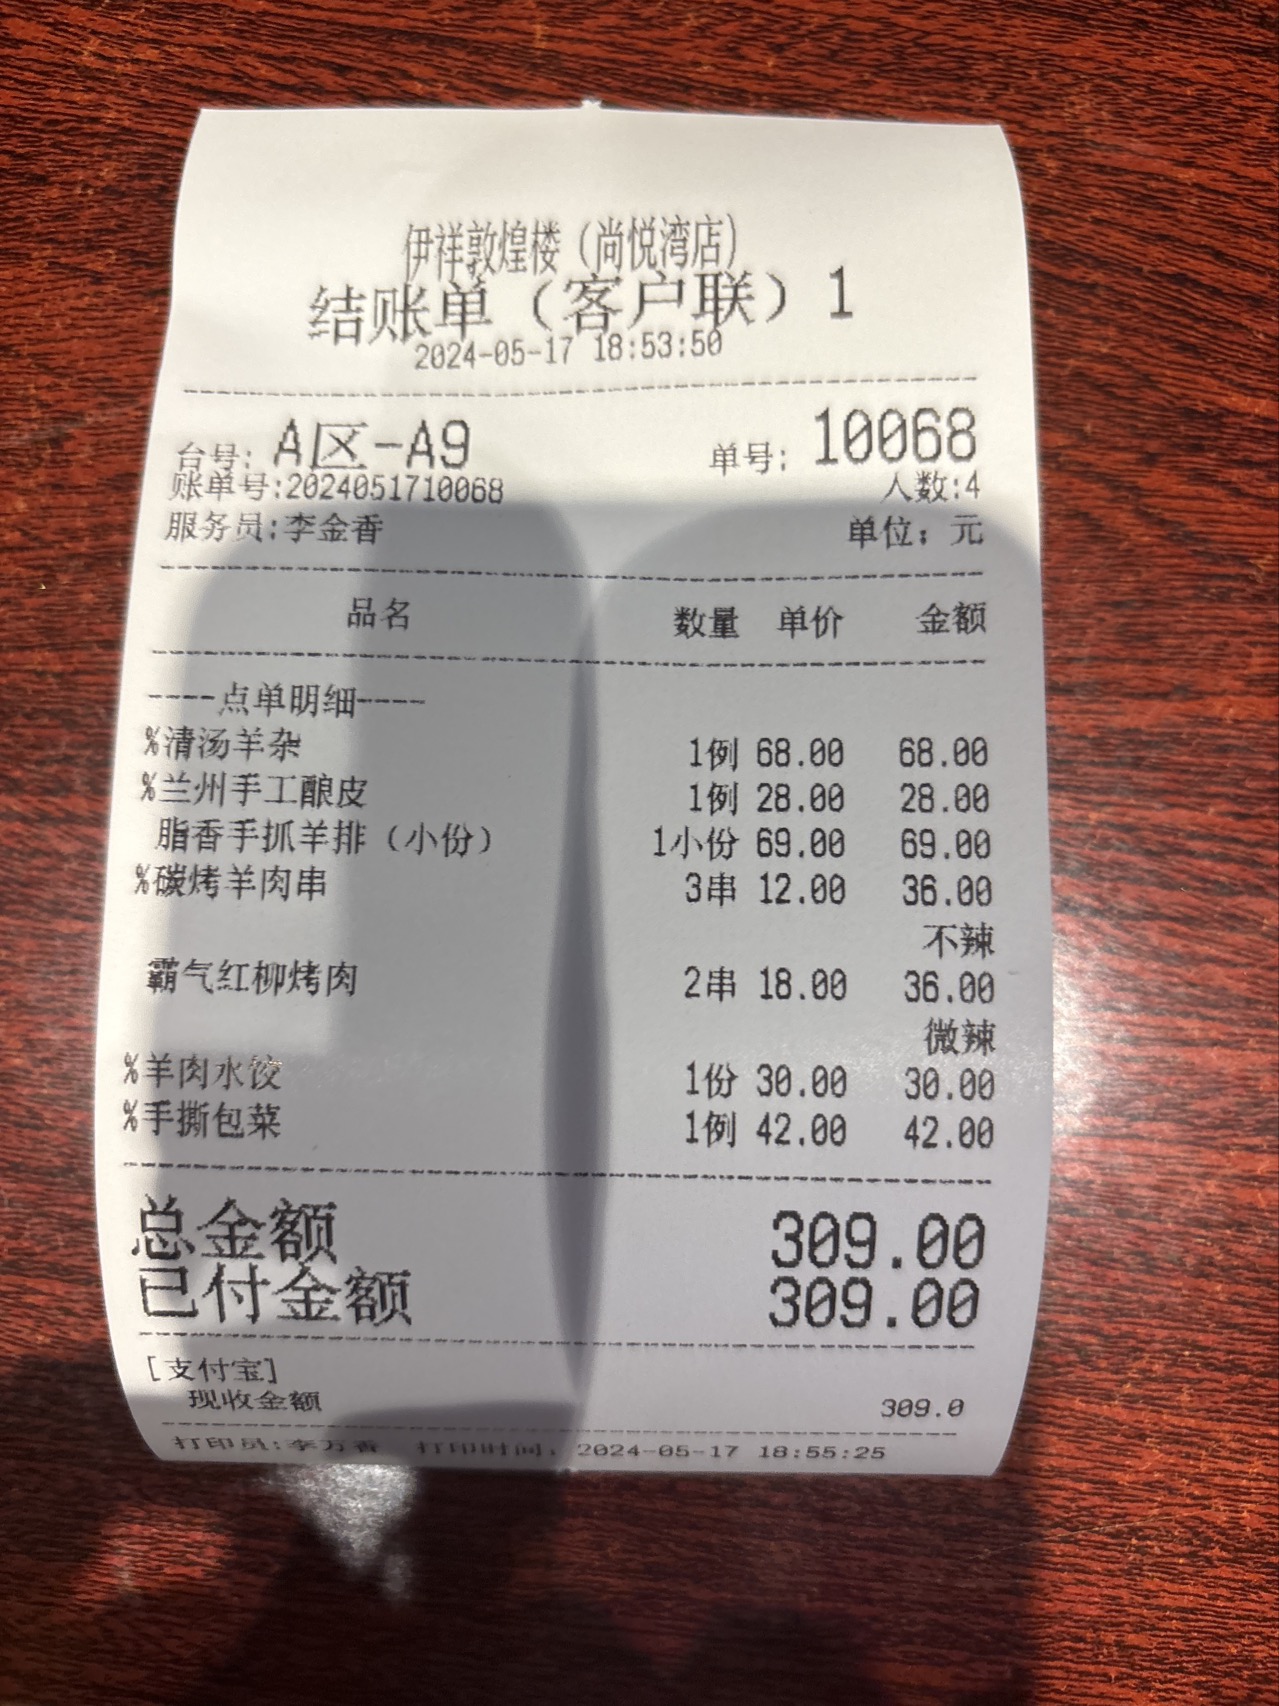 伊祥敦煌楼（尚悦湾店）
结账单（客户联）1
2024-05-17 18:53:50
台号: A区-A9 单号: 10068
账单号:2024051710068 人数:4
服务员:李金香 单位: 元
品名 数量 单价 金额
----点单明细----
%清汤羊杂 1例 68.00 68.00
%兰州手工酿皮 1例 28.00 28.00
脂香手抓羊排（小份） 1小份 69.00 69.00
%碳烤羊肉串 3串 12.00 36.00
不辣
霸气红柳烤肉 2串 18.00 36.00
微辣
%羊肉水饺 1份 30.00 30.00
%手撕包菜 1例 42.00 42.00
总金额 309.00
已付金额 309.00
[支付宝]
现收金额 309.0
打印员:李万香 打印时间: 2024-05-17 18:55:25